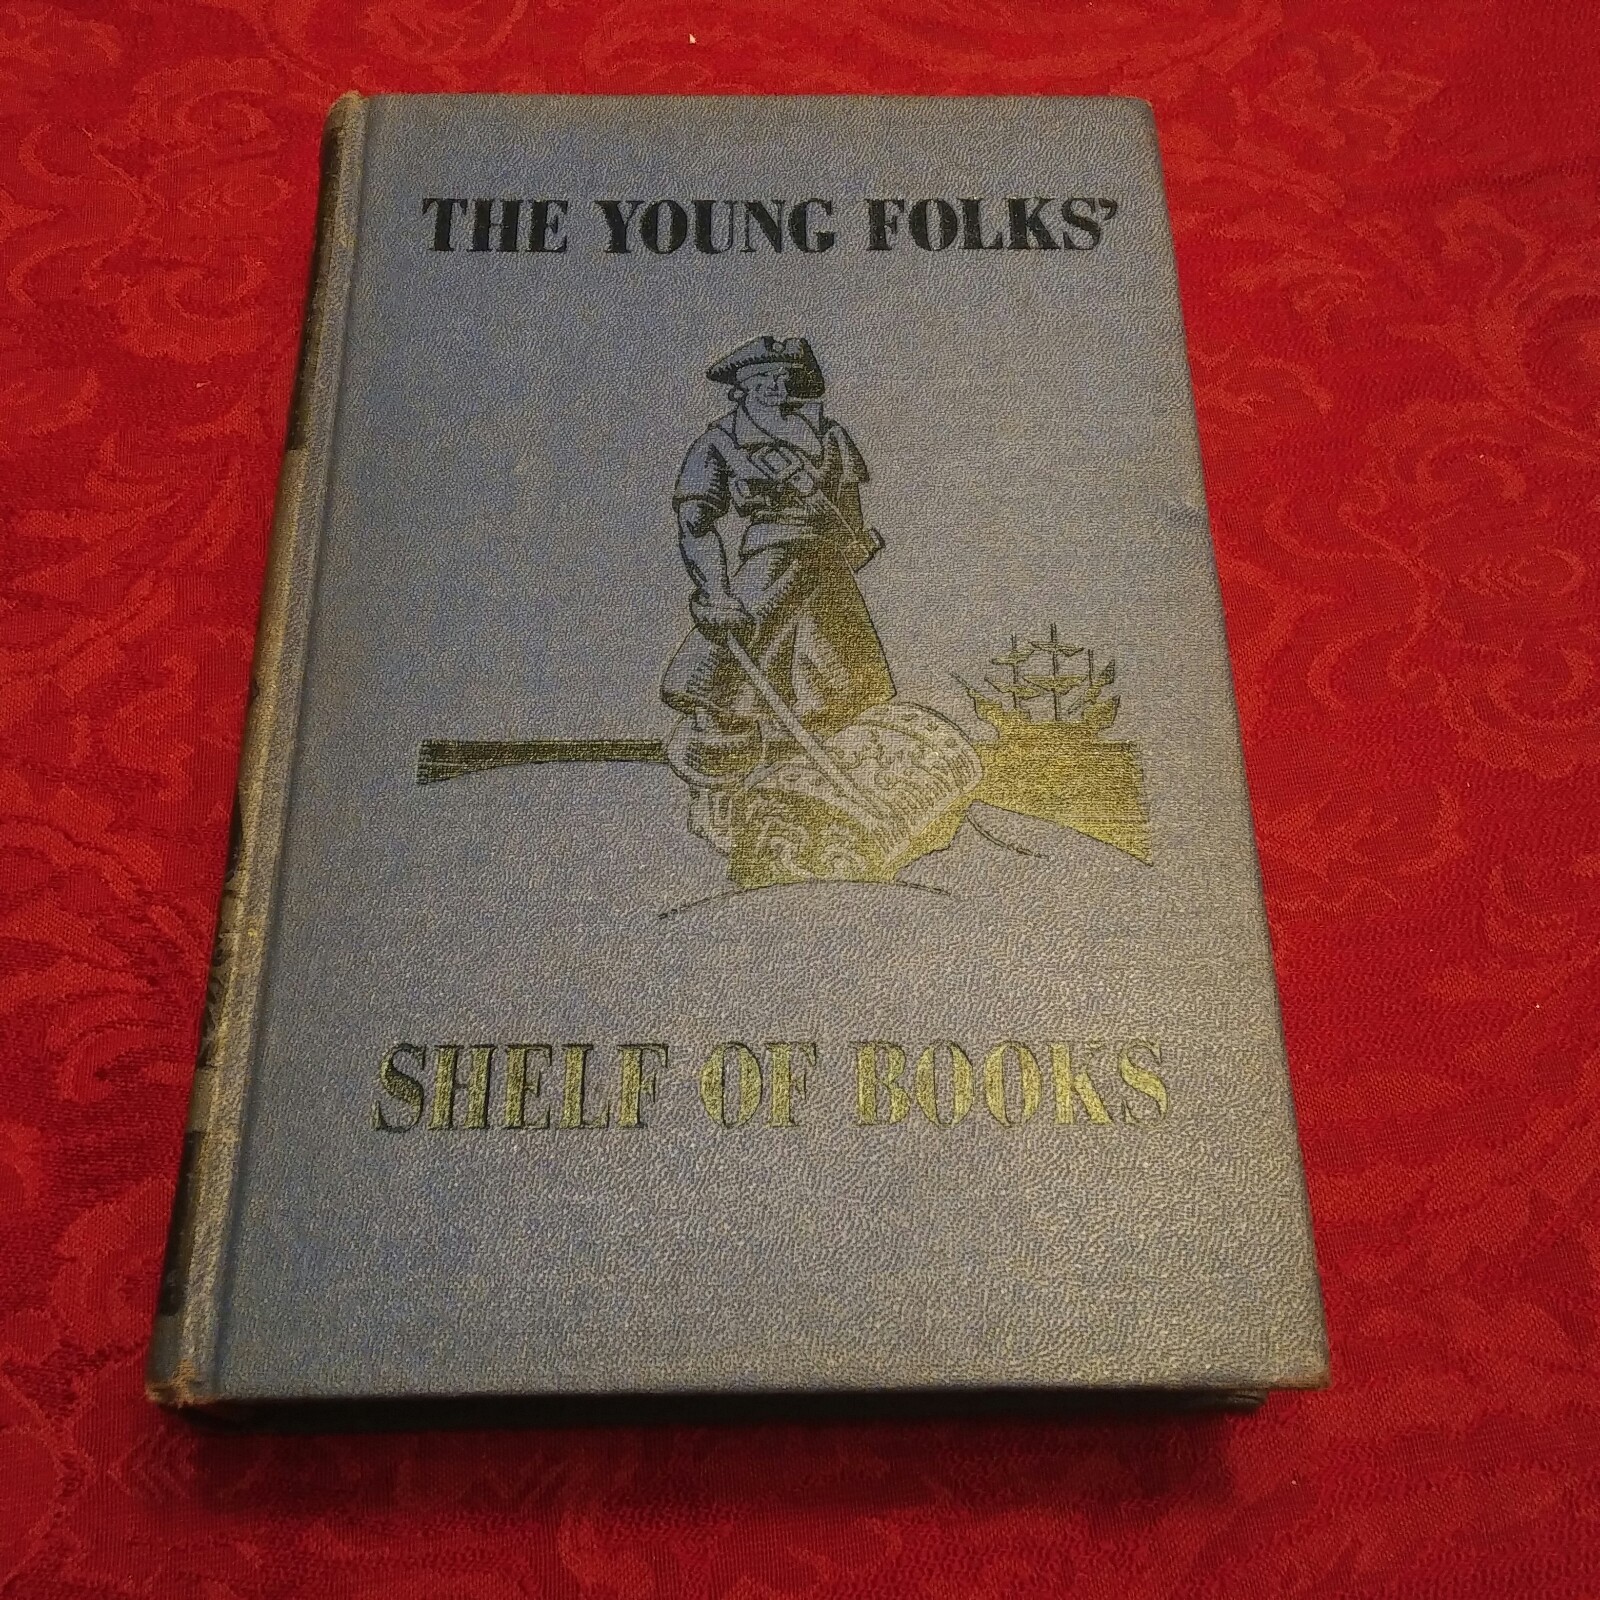 THE YOUNG FOLKS'
SHELF OF BOOKS